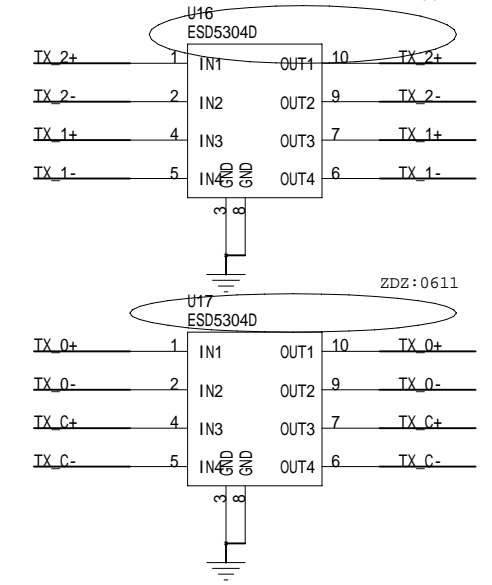 U16
ESD5304D
TX_2+ 1 IN1 OUT1 10 TX_2+
TX_2- 2 IN2 OUT2 9 TX_2-
TX_1+ 4 IN3 OUT3 7 TX_1+
TX_1- 5 IN4 GND GND OUT4 6 TX_1-
3 8
ZDZ:0611
U17
ESD5304D
TX_0+ 1 IN1 OUT1 10 TX_0+
TX_0- 2 IN2 OUT2 9 TX_0-
TX_C+ 4 IN3 OUT3 7 TX_C+
TX_C- 5 IN4 GND GND OUT4 6 TX_C-
3 8